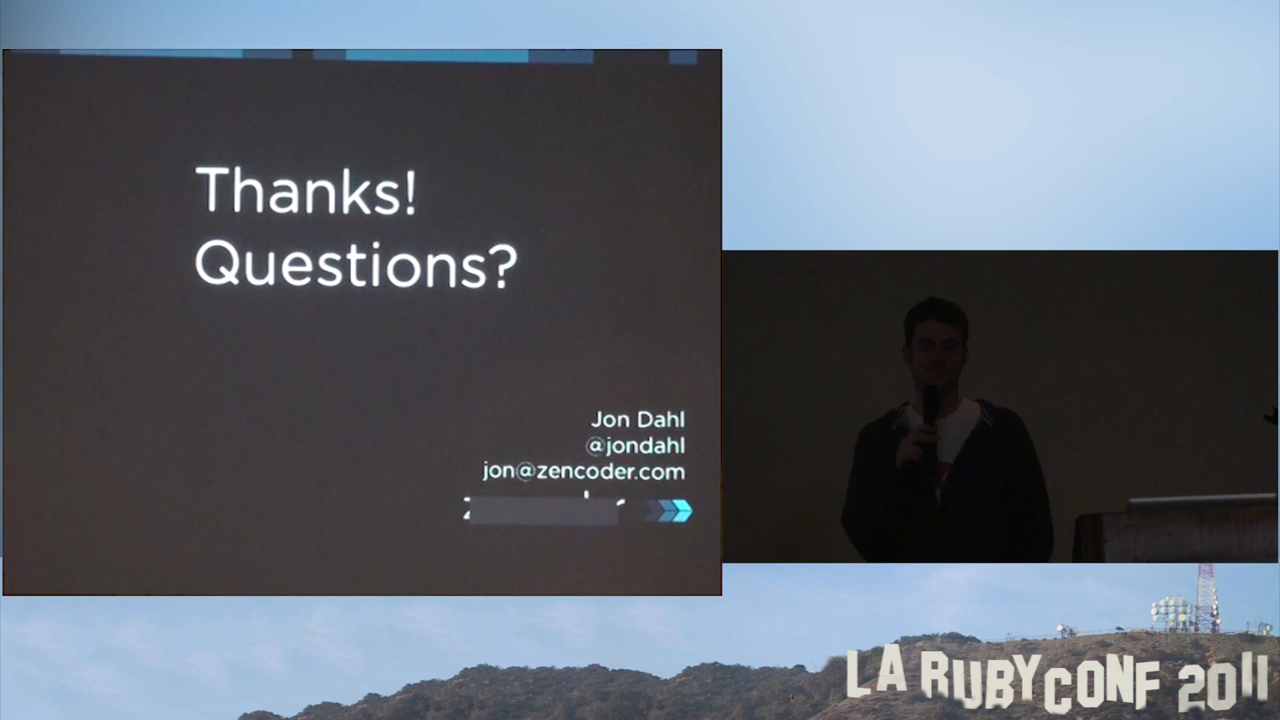 Thanks!
Questions?
Jon Dahl
@jondahl
jon@zencoder.com
LA RUBYCONF 2011